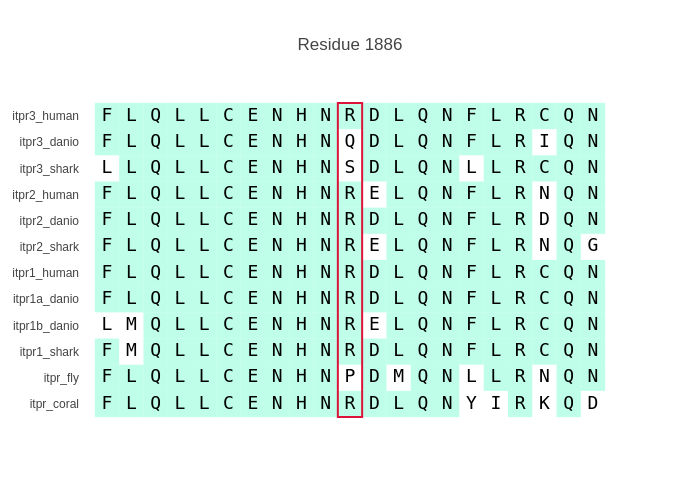 Residue 1886
itpr3_human F L Q L L C E N H N R D L Q N F L R C Q N
itpr3_danio F L Q L L C E N H N Q D L Q N F L R I Q N
itpr3_shark L L Q L L C E N H N S D L Q N L L R C Q N
itpr2_human F L Q L L C E N H N R E L Q N F L R N Q N
itpr2_danio F L Q L L C E N H N R D L Q N F L R D Q N
itpr2_shark F L Q L L C E N H N R E L Q N F L R N Q G
itpr1_human F L Q L L C E N H N R D L Q N F L R C Q N
itpr1a_danio F L Q L L C E N H N R D L Q N F L R C Q N
itpr1b_danio L M Q L L C E N H N R E L Q N F L R C Q N
itpr1_shark F M Q L L C E N H N R D L Q N F L R C Q N
itpr_fly F L Q L L C E N H N P D M Q N L L R N Q N
itpr_coral F L Q L L C E N H N R D L Q N Y I R K Q D